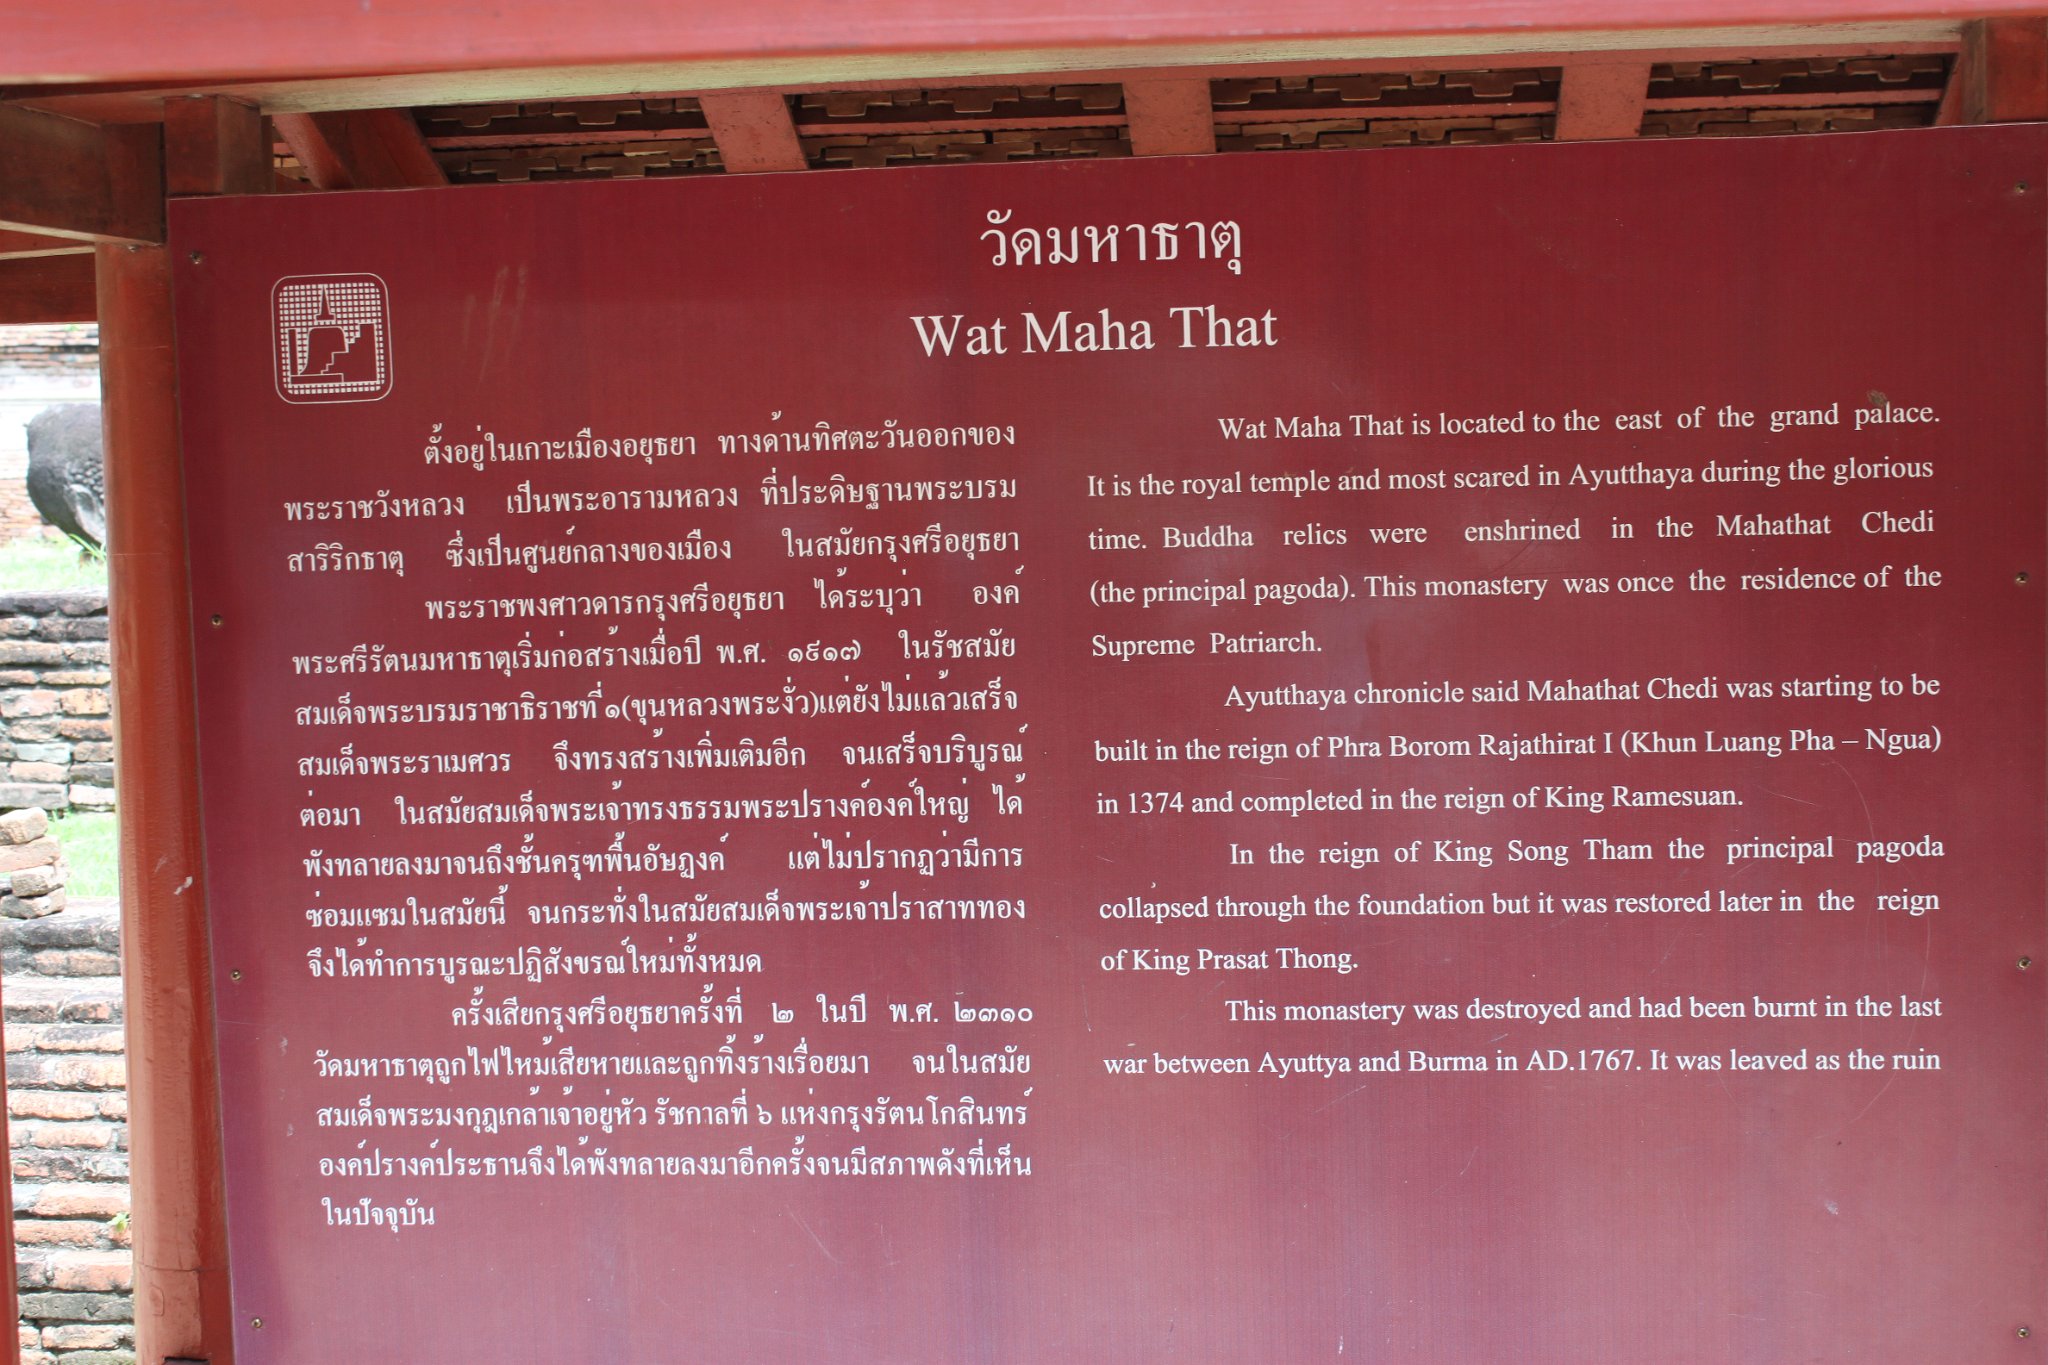 วัดมหาธาตุ
Wat Maha That
ตั้งอยู่ในเกาะเมืองอยุธยา ทางด้านทิศตะวันออกของ
พระราชวังหลวง เป็นพระอารามหลวง ที่ประดิษฐานพระบรม
สาริริกธาตุ ซึ่งเป็นศูนย์กลางของเมือง ในสมัยกรุงศรีอยุธยา
พระราชพงศาวดารกรุงศรีอยุธยา ได้ระบุว่า องค์
พระศรีรัตนมหาธาตุเริ่มก่อสร้างเมื่อปี พ.ศ. ๑๙๑๗ ในรัชสมัย
สมเด็จพระบรมราชาธิราชที่ ๑(ขุนหลวงพระงั่ว)แต่ยังไม่แล้วเสร็จ
สมเด็จพระราเมศวร จึงทรงสร้างเพิ่มเติมอีก จนเสร็จบริบูรณ์
ต่อมา ในสมัยสมเด็จพระเจ้าทรงธรรมพระปรางค์องค์ใหญ่ ได้
พังทลายลงมาจนถึงชั้นครุฑพื้นอัษฏงค์ แต่ไม่ปรากฏว่ามีการ
ซ่อมแซมในสมัยนี้ จนกระทั่งในสมัยสมเด็จพระเจ้าปราสาททอง
จึงได้ทำการบูรณะปฏิสังขรณ์ใหม่ทั้งหมด
ครั้งเสียกรุงศรีอยุธยาครั้งที่ ๒ ในปี พ.ศ. ๒๓๑๐
วัดมหาธาตุถูกไฟไหม้เสียหายและถูกทิ้งร้างเรื่อยมา จนในสมัย
สมเด็จพระมงกุฎเกล้าเจ้าอยู่หัว รัชกาลที่ ๖ แห่งกรุงรัตนโกสินทร์
องค์ปรางค์ประธานจึงได้พังทลายลงมาอีกครั้งจนมีสภาพดังที่เห็น
ในปัจจุบัน
Wat Maha That is located to the east of the grand palace.
It is the royal temple and most scared in Ayutthaya during the glorious
time. Buddha relics were enshrined in the Mahathat Chedi
(the principal pagoda). This monastery was once the residence of the
Supreme Patriarch.
Ayutthaya chronicle said Mahathat Chedi was starting to be
built in the reign of Phra Borom Rajathirat I (Khun Luang Pha – Ngua)
in 1374 and completed in the reign of King Ramesuan.
In the reign of King Song Tham the principal pagoda
collapsed through the foundation but it was restored later in the reign
of King Prasat Thong.
This monastery was destroyed and had been burnt in the last
war between Ayuttya and Burma in AD.1767. It was leaved as the ruin